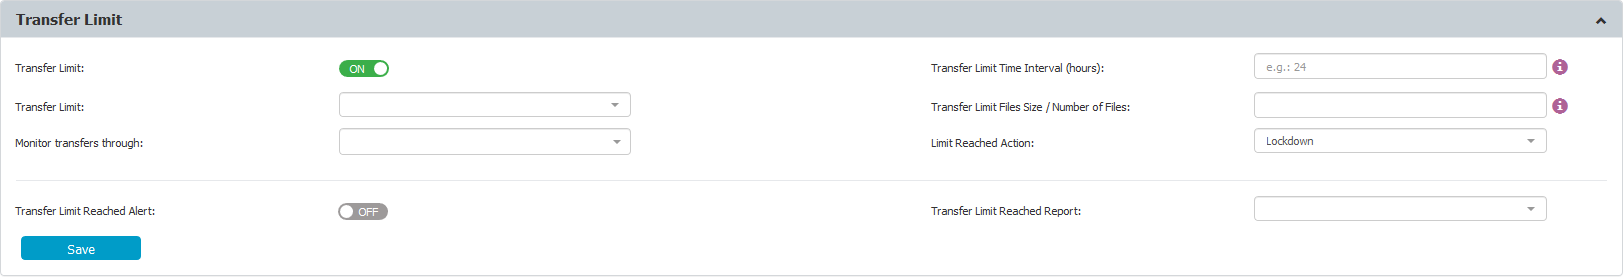 Transfer Limit
Transfer Limit: ON Transfer Limit Time Interval (hours): e.g.: 24 i
Transfer Limit: Transfer Limit Files Size / Number of Files: i
Monitor transfers through: Limit Reached Action: Lockdown
Transfer Limit Reached Alert: OFF Transfer Limit Reached Report:
Save